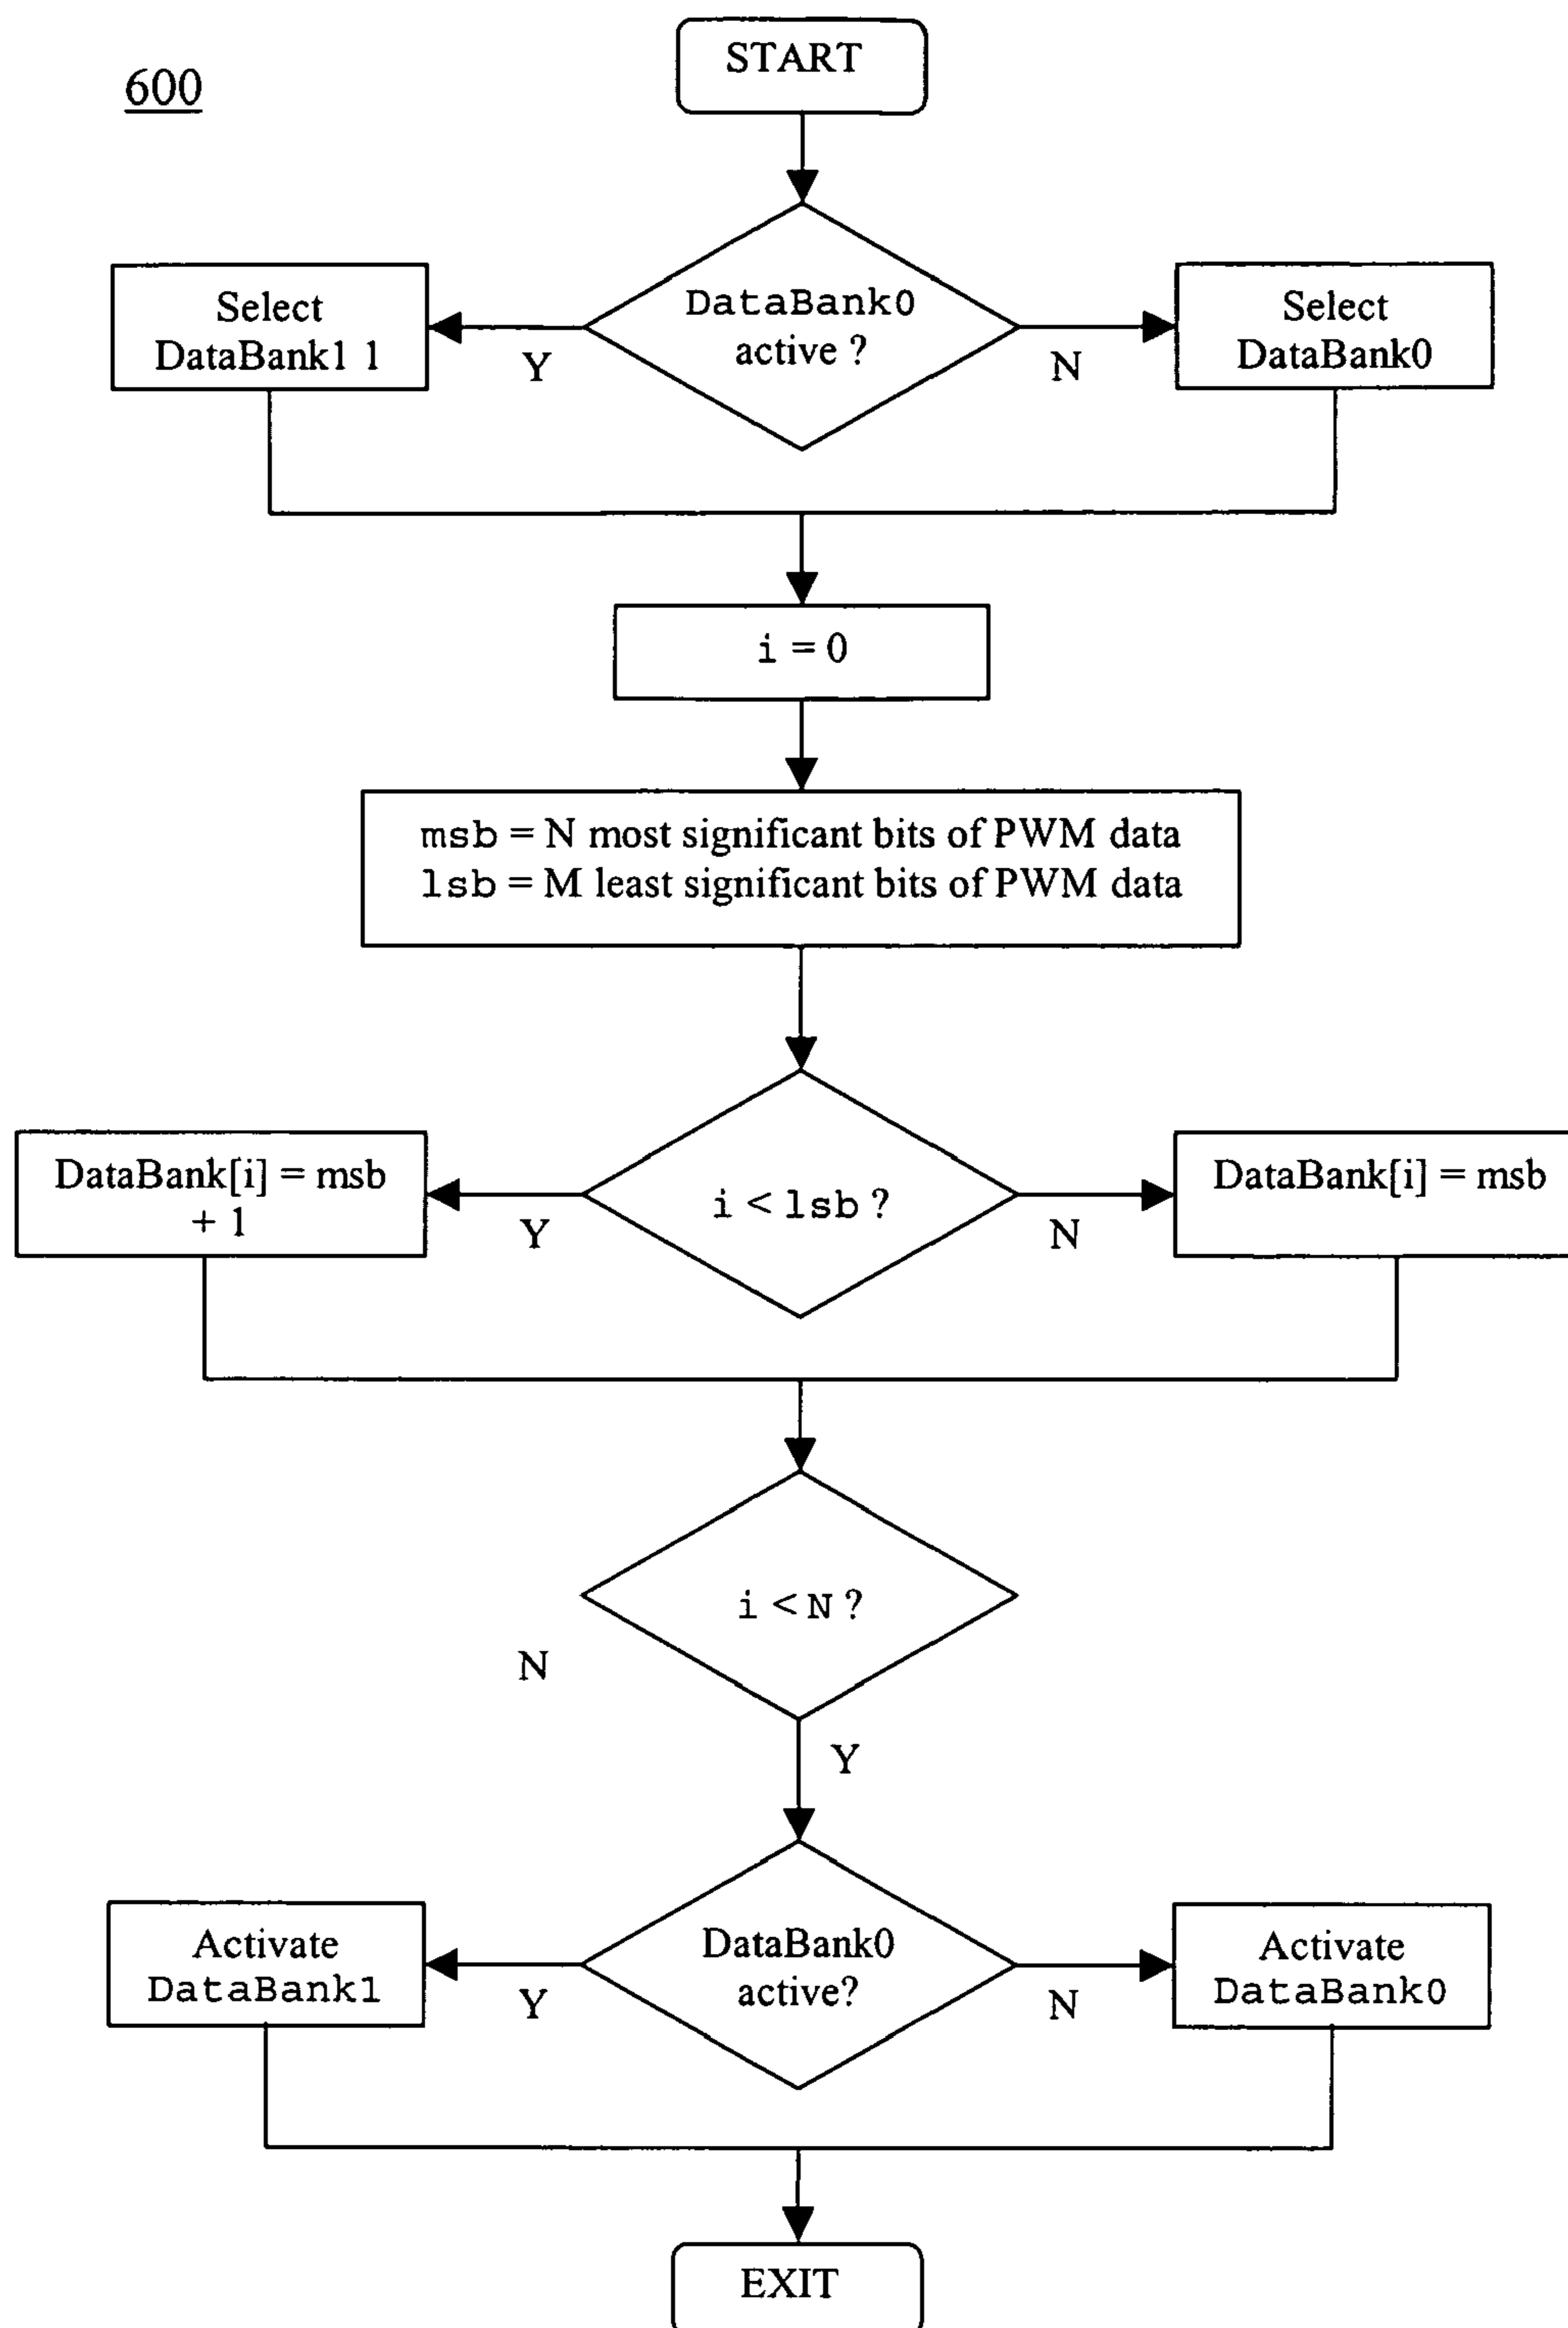 600
START
DataBank0
active ?
Y
N
Select
DataBank1 1
Select
DataBank0
i = 0
msb = N most significant bits of PWM data
lsb = M least significant bits of PWM data
i < lsb ?
Y
N
DataBank[i] = msb
+ 1
DataBank[i] = msb
i < N ?
N
Y
DataBank0
active?
Y
N
Activate
DataBank1
Activate
DataBank0
EXIT